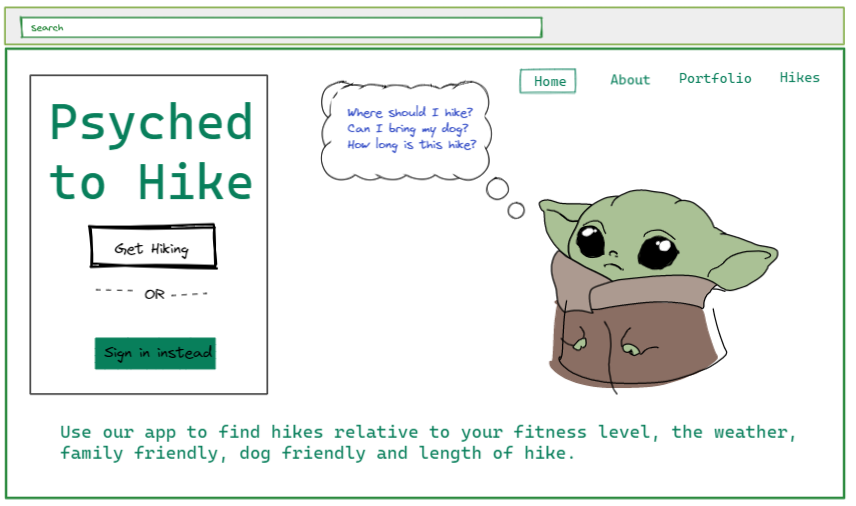 Search
Home About Portfolio Hikes
Psyched
to Hike
Where should I hike?
Can I bring my dog?
How long is this hike?
Get Hiking
OR
Sign in instead
Use our app to find hikes relative to your fitness level, the weather,
family friendly, dog friendly and length of hike.